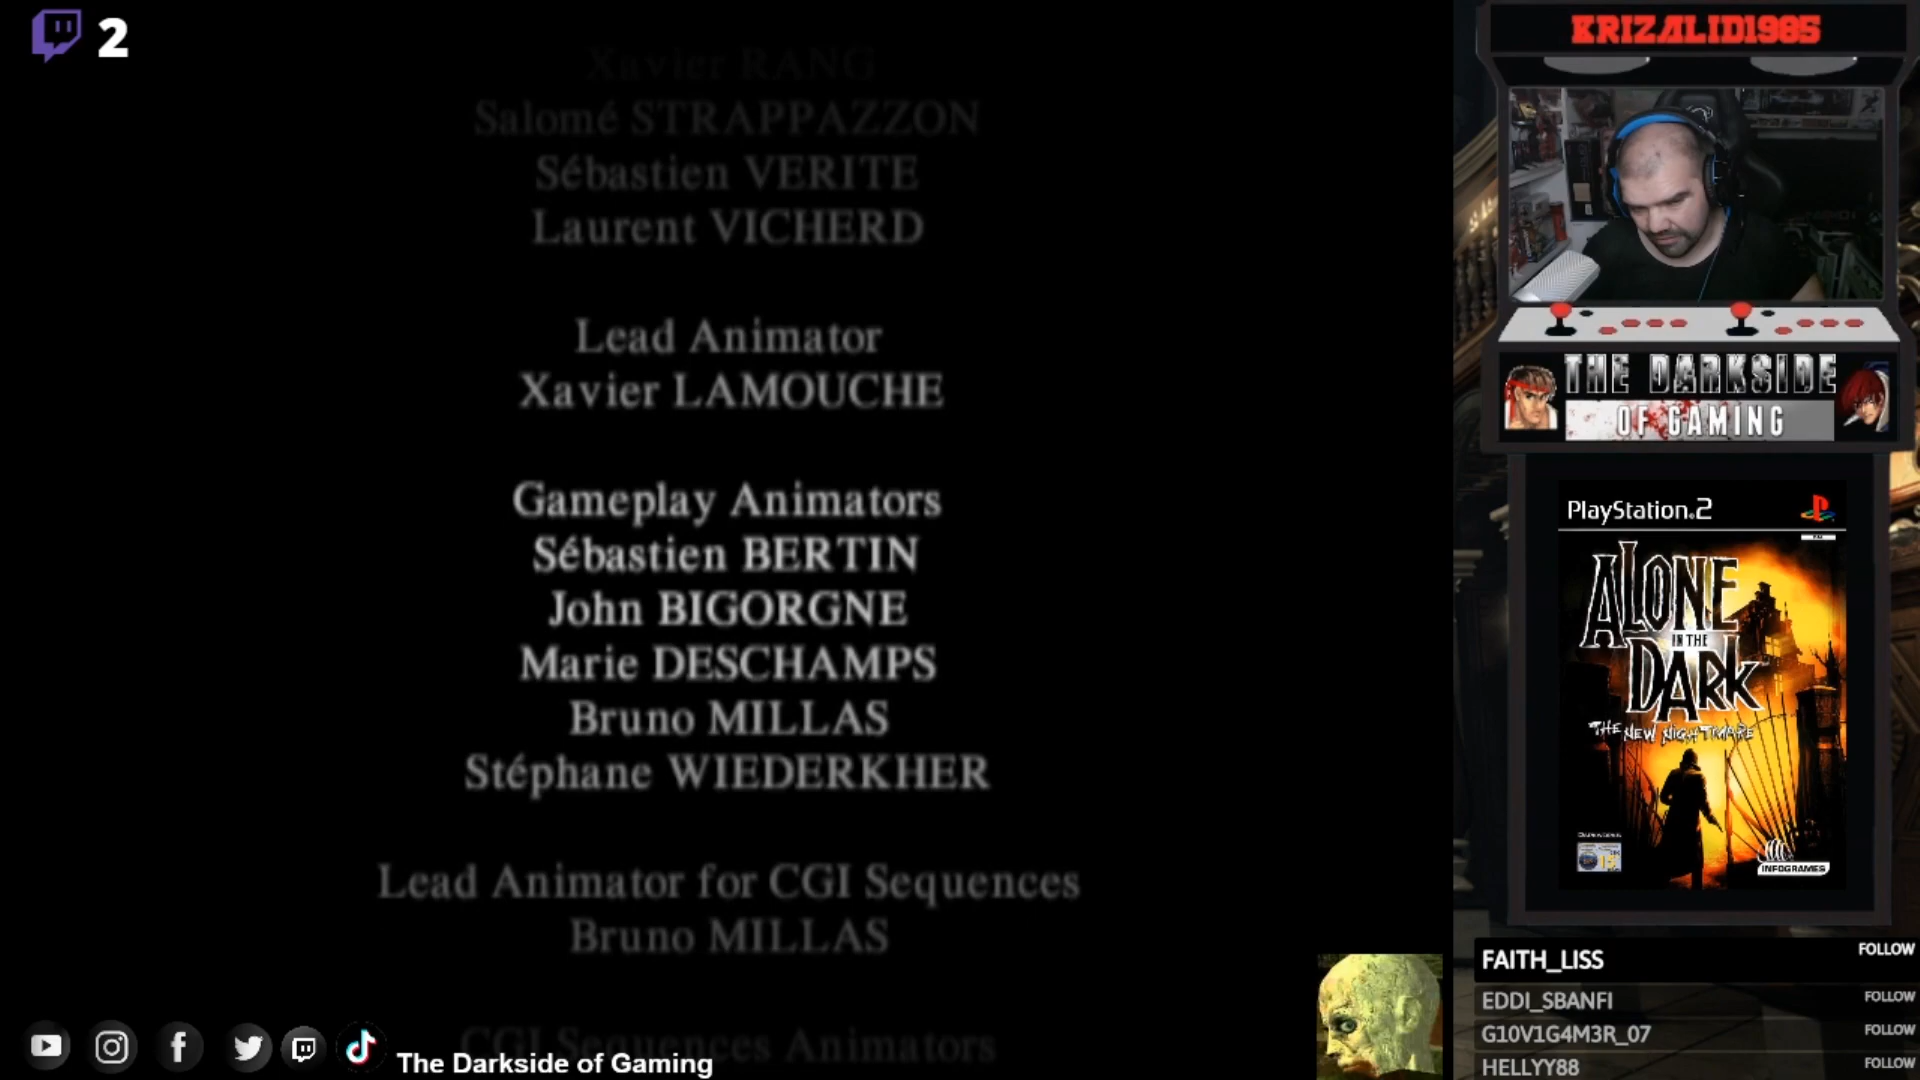 2
Xavier RANG
Salomé STRAPPAZZON
Sébastien VERITE
Laurent VICHERD
Lead Animator
Xavier LAMOUCHE
Gameplay Animators
Sébastien BERTIN
John BIGORGNE
Marie DESCHAMPS
Bruno MILLAS
Stéphane WIEDERKHER
Lead Animator for CGI Sequences
Bruno MILLAS
CGI Sequences Animators
The Darkside of Gaming
KRIZALID1985
THE DARKSIDE
OF GAMING
PlayStation.2
ALONE
IN THE
DARK
THE NEW NIGHTMARE
INFOGRAMES
FAITH_LISS FOLLOW
EDDI_SBANFI FOLLOW
G10V1G4M3R_07 FOLLOW
HELLYY88 FOLLOW